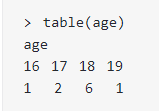 > table(age)
age
16 17 18 19
1 2 6 1